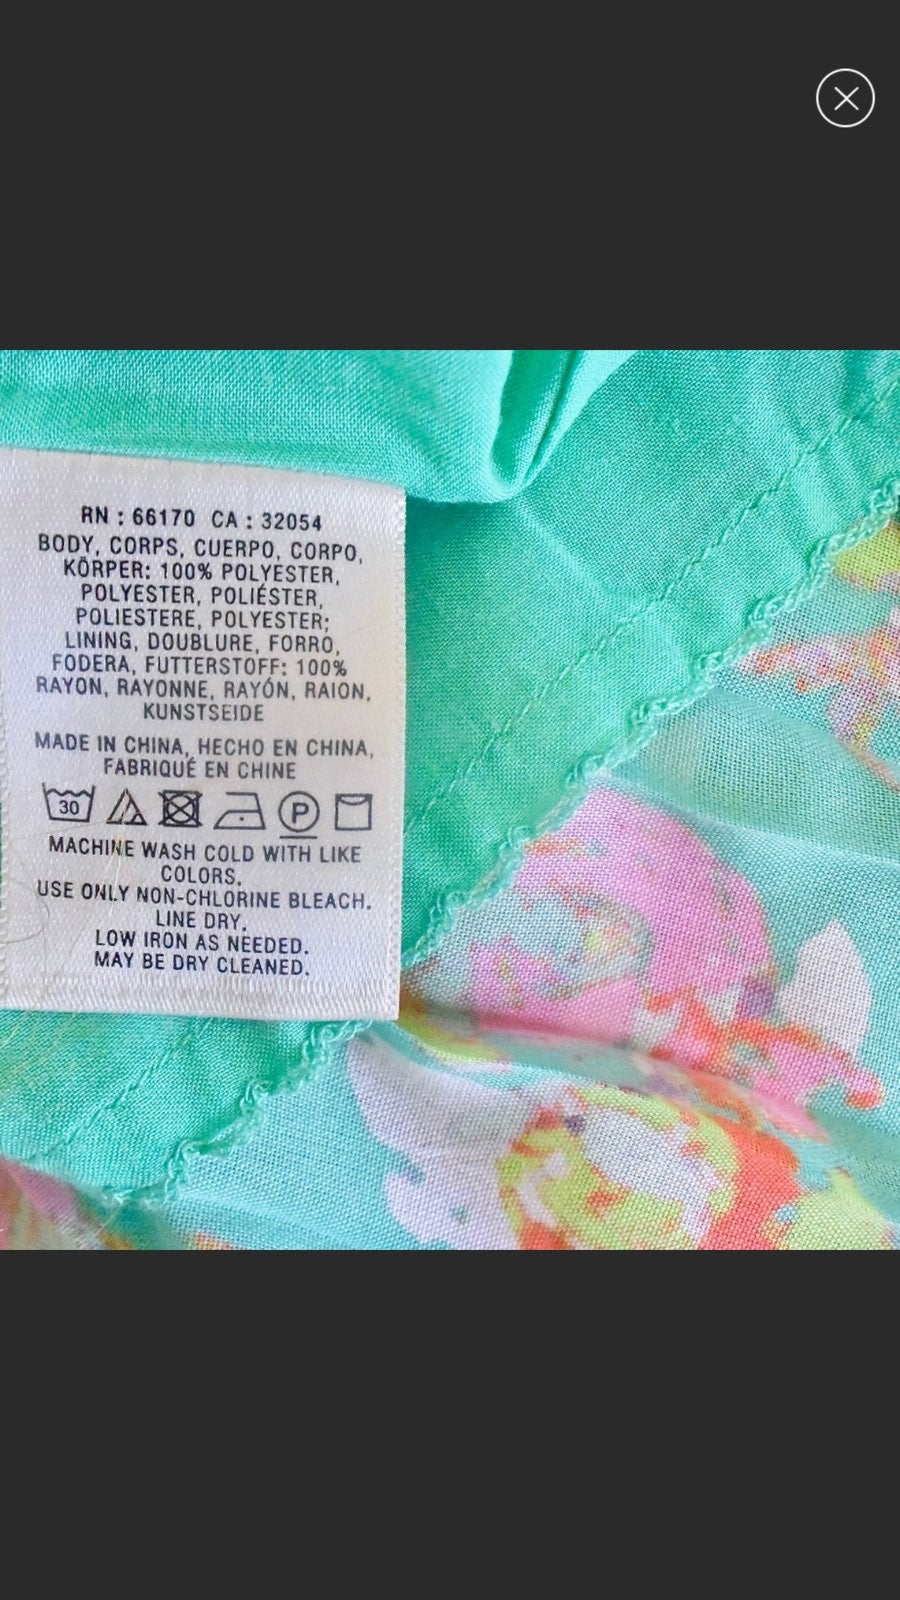 RN : 66170 CA : 32054
BODY, CORPS, CUERPO, CORPO,
KÖRPER: 100% POLYESTER,
POLYESTER, POLIÉSTER,
POLIESTERE, POLYESTER;
LINING, DOUBLURE, FORRO,
FODERA, FUTTERSTOFF: 100%
RAYON, RAYONNE, RAYÓN, RAION,
KUNSTSEIDE
MADE IN CHINA, HECHO EN CHINA,
FABRIQUÉ EN CHINE
30 P
MACHINE WASH COLD WITH LIKE
COLORS.
USE ONLY NON-CHLORINE BLEACH.
LINE DRY.
LOW IRON AS NEEDED.
MAY BE DRY CLEANED.